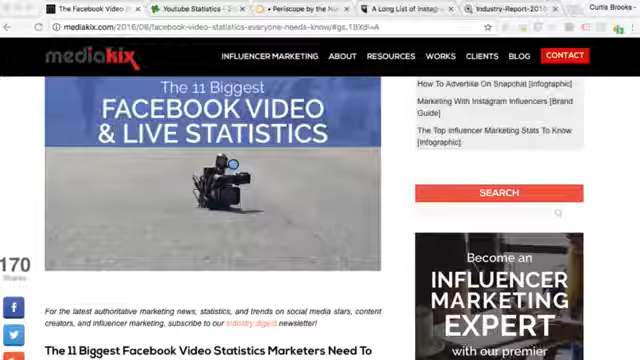 The Facebook Video
Youtube Statistics - 20
Periscope by the Nu
A Long List of Instag
Industry-Report-2016
Curtis Brooks -
mediakix.com/2016/08/facebook-video-statistics-everyone-needs-know/#gs.1BXdI=A
mediakix
INFLUENCER MARKETING
ABOUT
RESOURCES
WORKS
CLIENTS
BLOG
CONTACT
The 11 Biggest
FACEBOOK VIDEO
& LIVE STATISTICS
How To Advertise On Snapchat [Infographic]
Marketing With Instagram Influencers [Brand
Guide]
The Top Influencer Marketing Stats To Know
[Infographic]
SEARCH
170
Shares
Become an
INFLUENCER
MARKETING
EXPERT
with our premier
For the latest authoritative marketing news, statistics, and trends on social media stars, content
creators, and influencer marketing, subscribe to our industry digest newsletter!
The 11 Biggest Facebook Video Statistics Marketers Need To